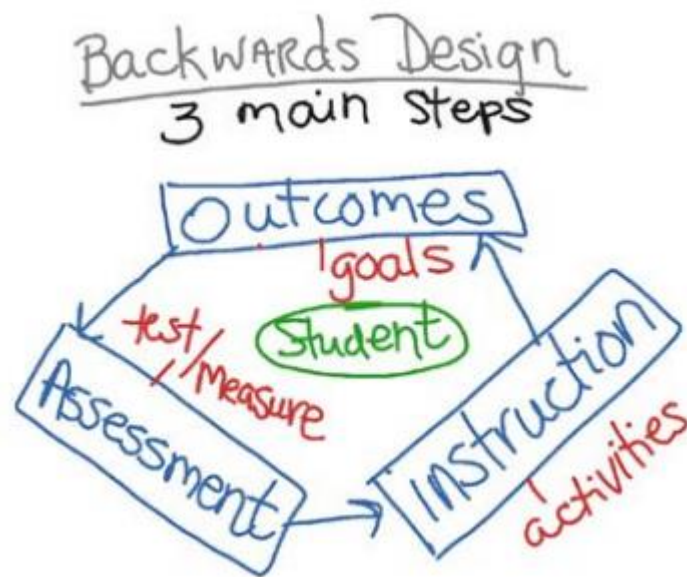 BackWARDS Design
3 main steps
Outcomes
goals
Student
test/measure
Assessment
instruction
activities